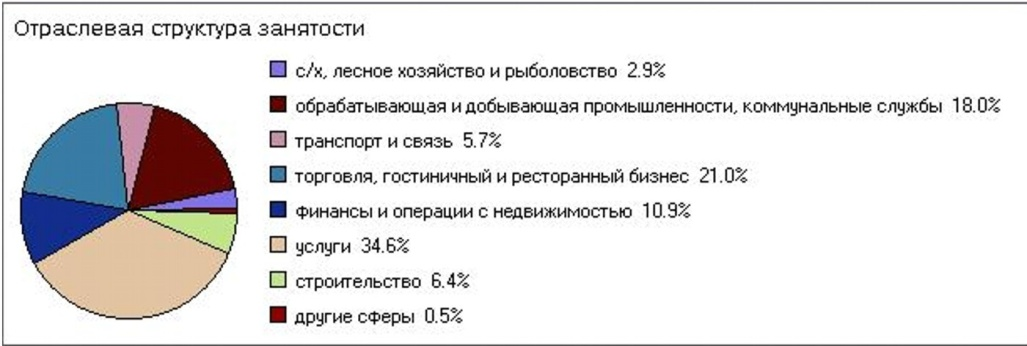 Отраслевая структура занятости
с/х, лесное хозяйство и рыболовство 2.9%
обрабатывающая и добывающая промышленности, коммунальные службы 18.0%
транспорт и связь 5.7%
торговля, гостиничный и ресторанный бизнес 21.0%
финансы и операции с недвижимостью 10.9%
услуги 34.6%
строительство 6.4%
другие сферы 0.5%